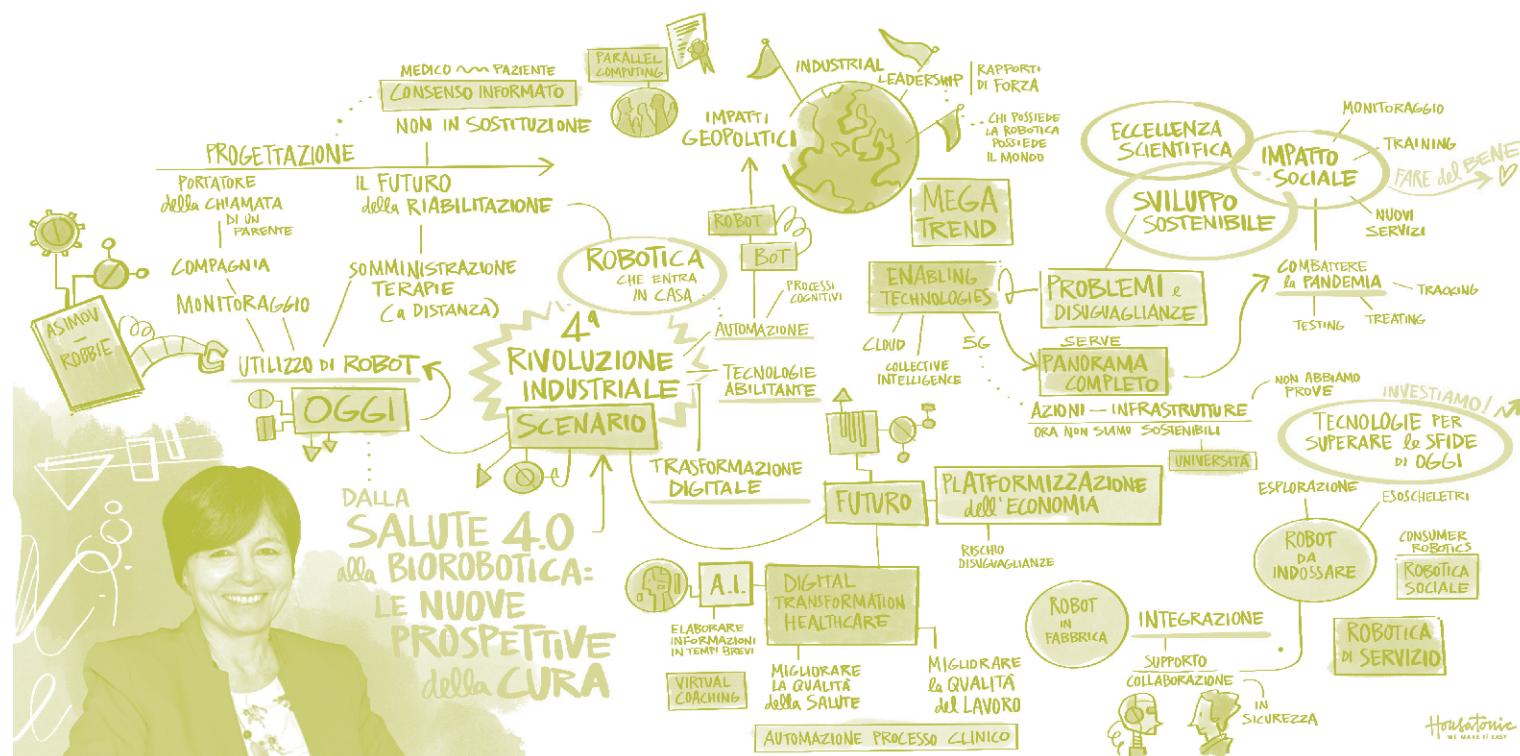 DALLA
SALUTE 4.0
alla BIOROBOTICA:
LE NUOVE
PROSPETTIVE
della CURA
ASIMOV
ROBBIE
MEDICO PAZIENTE
CONSENSO INFORMATO
NON IN SOSTITUZIONE
PROGETTAZIONE
PORTATORE
della CHIAMATA
DI UN
PARENTE
COMPAGNIA
MONITORAGGIO
IL FUTURO
della RIABILITAZIONE
SOMMINISTRAZIONE
TERAPIE
(a DISTANZA)
UTILIZZO DI ROBOT
OGGI
PARALLEL
COMPUTING
ROBOTICA
CHE ENTRA
IN CASA
4ª
RIVOLUZIONE
INDUSTRIALE
SCENARIO
IMPATTI
GEOPOLITICI
ROBOT
BOT
PROCESSI
COGNITIVI
AUTOMAZIONE
TECNOLOGIE
ABILITANTE
TRASFORMAZIONE
DIGITALE
INDUSTRIAL
LEADERSHIP
RAPPORTI
DI FORZA
CHI POSSIEDE
LA ROBOTICA
POSSIEDE
IL MONDO
MEGA
TREND
ENABLING
TECHNOLOGIES
CLOUD
COLLECTIVE
INTELLIGENCE
5G
ECCELLENZA
SCIENTIFICA
IMPATTO
SOCIALE
SVILUPPO
SOSTENIBILE
MONITORAGGIO
TRAINING
FARE del BENE
NUOVI
SERVIZI
PROBLEMI e
DISUGUAGLIANZE
SERVE
PANORAMA
COMPLETO
COMBATTERE
la PANDEMIA
TRACKING
TREATING
TESTING
NON ABBIAMO
PROVE
AZIONI — INFRASTRUTTURE
ORA NON SIAMO SOSTENIBILI
UNIVERSITÀ
INVESTIAMO!
TECNOLOGIE PER
SUPERARE le SFIDE
DI OGGI
FUTURO
PLATFORMIZZAZIONE
dell'ECONOMIA
RISCHIO
DISUGUAGLIANZE
A.I.
ELABORARE
INFORMAZIONI
IN TEMPI BREVI
VIRTUAL
COACHING
DIGITAL
TRANSFORMATION
HEALTHCARE
MIGLIORARE
LA QUALITÀ
della SALUTE
MIGLIORARE
la QUALITÀ
del LAVORO
AUTOMAZIONE PROCESSO CLINICO
ESPLORAZIONE
ESOSCHELETRI
ROBOT
DA
INDOSSARE
CONSUMER
ROBOTICS
ROBOTICA
SOCIALE
ROBOTICA
DI SERVIZIO
ROBOT
IN
FABBRICA
INTEGRAZIONE
SUPPORTO
COLLABORAZIONE
IN
SICUREZZA
Housatonic
WE MAKE IT EASY